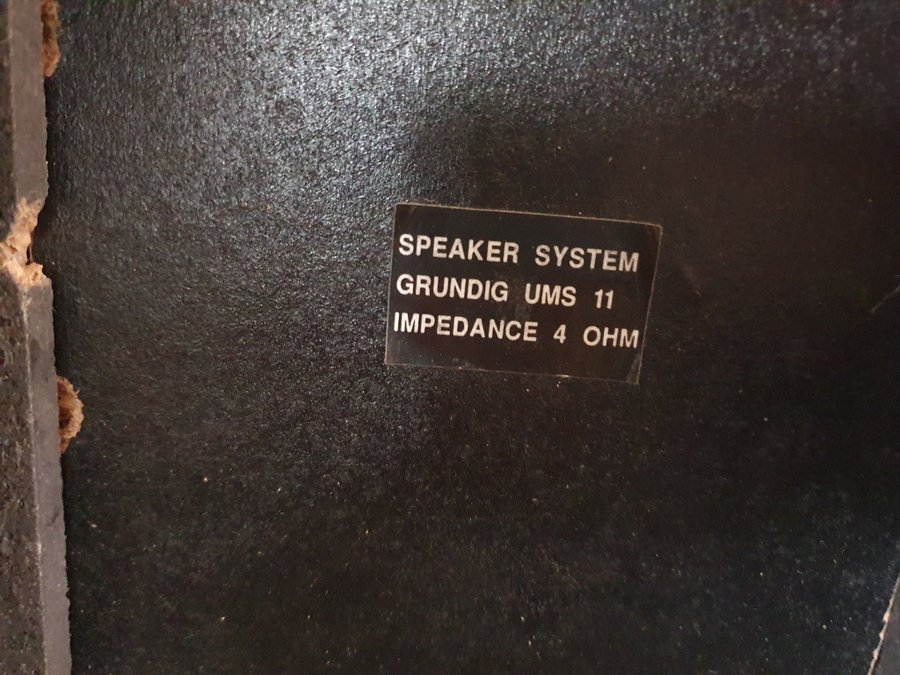 SPEAKER SYSTEM
GRUNDIG UMS 11
IMPEDANCE 4 OHM